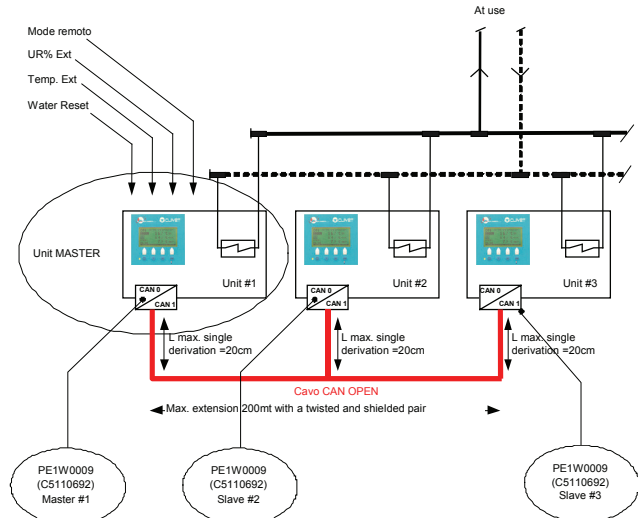 At use
Mode remoto
UR% Ext
Temp. Ext
Water Reset
Unit MASTER
Unit #1
Unit #2
Unit #3
CAN 0
CAN 1
CAN 0
CAN 1
CAN 0
CAN 1
L max. single
derivation =20cm
L max. single
derivation =20cm
L max. single
derivation =20cm
Cavo CAN OPEN
Max. extension 200mt with a twisted and shielded pair
PE1W0009
(C5110692)
Master #1
PE1W0009
(C5110692)
Slave #2
PE1W0009
(C5110692)
Slave #3